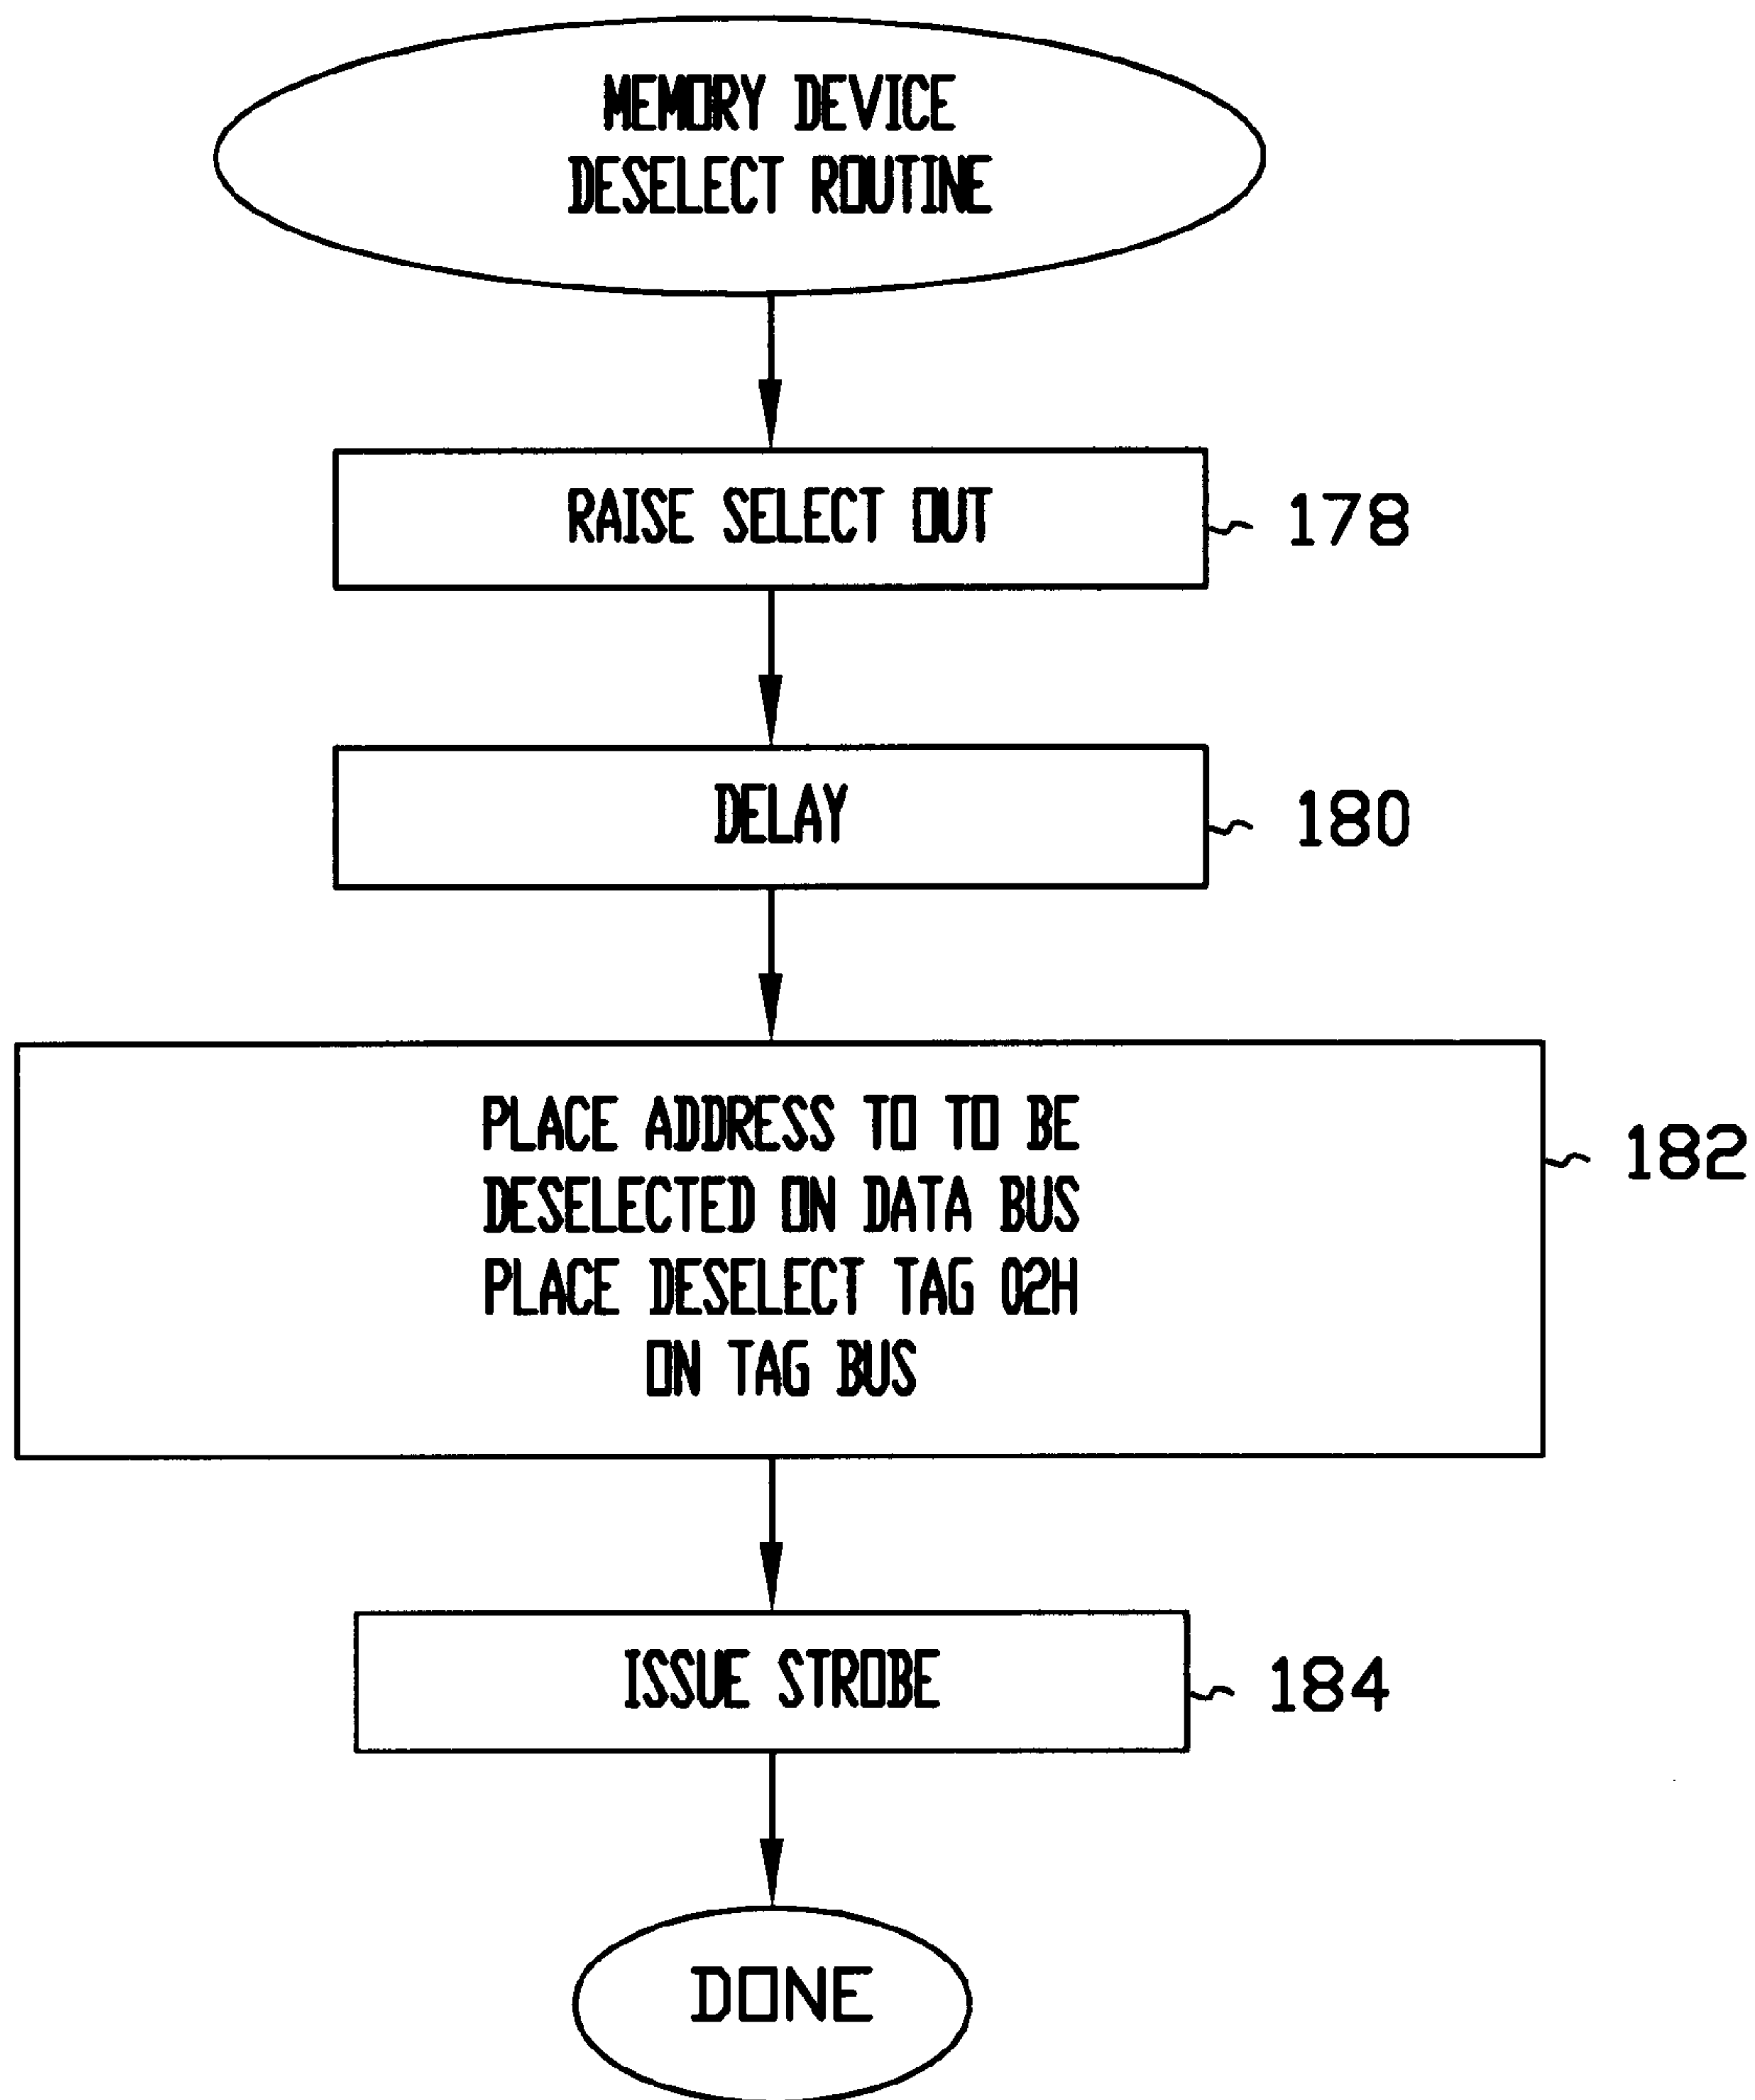 MEMORY DEVICE
DESELECT ROUTINE
RAISE SELECT OUT
178
DELAY
180
PLACE ADDRESS TO TO BE
DESELECTED ON DATA BUS
PLACE DESELECT TAG 02H
ON TAG BUS
182
ISSUE STROBE
184
DONE